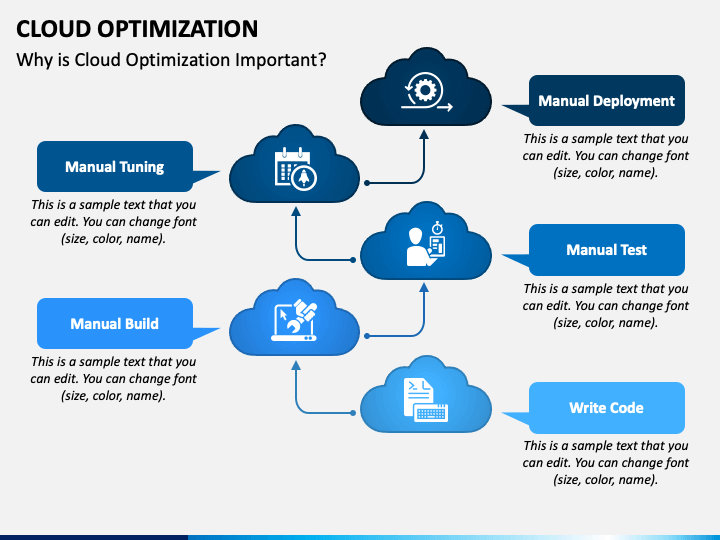 CLOUD OPTIMIZATION
Why is Cloud Optimization Important?
Manual Deployment
This is a sample text that you
can edit. You can change font
(size, color, name).
Manual Tuning
This is a sample text that you
can edit. You can change font
(size, color, name).
Manual Test
This is a sample text that you
can edit. You can change font
(size, color, name).
Manual Build
This is a sample text that you
can edit. You can change font
(size, color, name).
Write Code
This is a sample text that you
can edit. You can change font
(size, color, name).